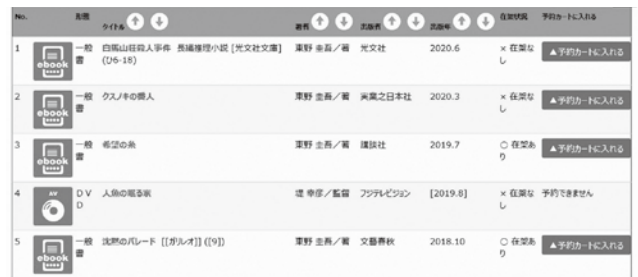 No. 形態 タイトル 著者 出版者 出版年 在架状況 予約カートに入れる
1 ebook 一般書 白馬山荘殺人事件 長編推理小説 [光文社文庫] (ひ6-18) 東野 圭吾／著 光文社 2020.6 × 在架なし ▲予約カートに入れる
2 ebook 一般書 クスノキの番人 東野 圭吾／著 実業之日本社 2020.3 × 在架なし ▲予約カートに入れる
3 ebook 一般書 希望の糸 東野 圭吾／著 講談社 2019.7 ○ 在架あり ▲予約カートに入れる
4 AV DVD 人魚の眠る家 堤 幸彦／監督 フジテレビジョン [2019.8] × 在架なし 予約できません
5 ebook 一般書 沈黙のパレード [[ガリレオ]] ([9]) 東野 圭吾／著 文藝春秋 2018.10 ○ 在架あり ▲予約カートに入れる